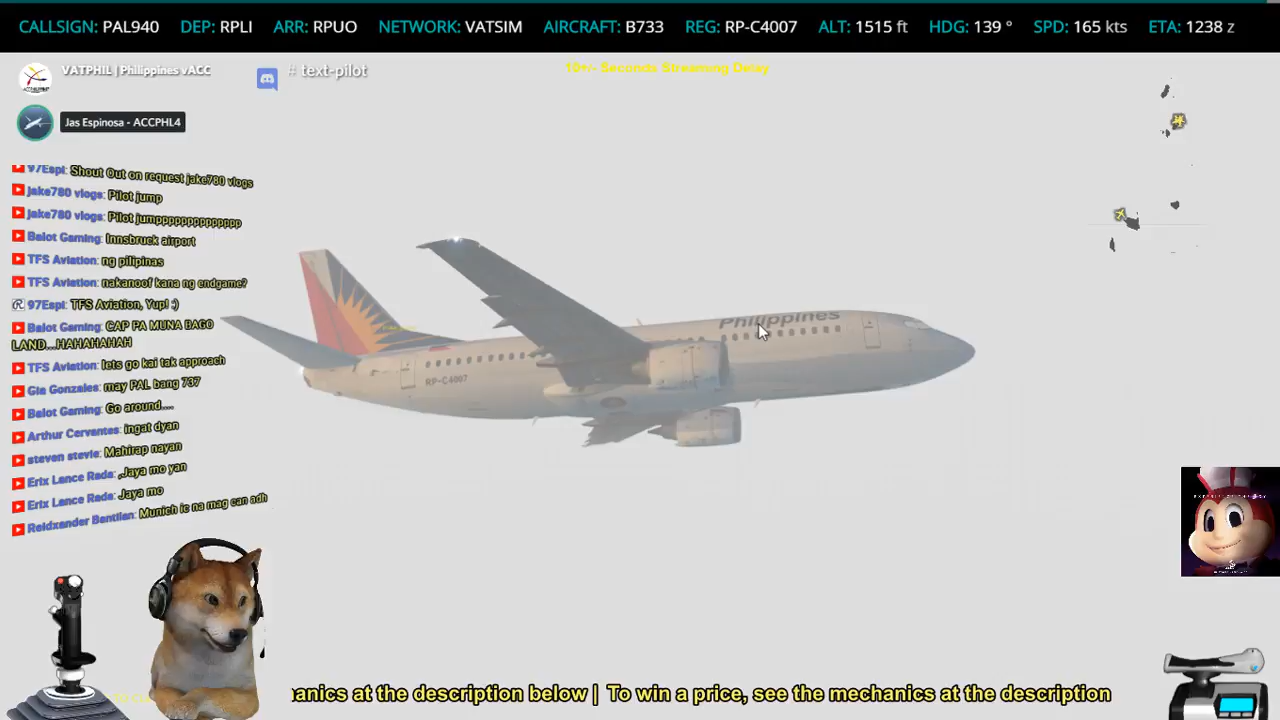 CALLSIGN: PAL940 DEP: RPLI ARR: RPUO NETWORK: VATSIM AIRCRAFT: B733 REG: RP-C4007 ALT: 1515 ft HDG: 139 ° SPD: 165 kts ETA: 1238 z
VATPHIL | Philippines vACC
# text-pilot
10+/- Seconds Streaming Delay
Jas Espinosa - ACCPHL4
97Espi: Shout Out on request jake780 vlogs
jake780 vlogs: Pilot jump
jake780 vlogs: Pilot jumppppppppppppppp
Balot Gaming: Innsbruck airport
TFS Aviation: ng pilipinas
TFS Aviation: nakanoof kana ng endgame?
97Espi: TFS Aviation, Yup! :)
Balot Gaming: CAP PA MUNA BAGO
LAND...HAHAHAHAH
TFS Aviation: lets go kai tak approach
Gia Gonzales: may PAL bang 737
Balot Gaming: Go around....
Arthur Cervantes: ingat dyan
steven stevie: Mahirap nayan
Erix Lance Rada: ,Jaya mo yan
Erix Lance Rada: Jaya mo
Reidxander Bantilan: Munich ic na mag can adh
Philippines
RP-C4007
anics at the description below | To win a price, see the mechanics at the description